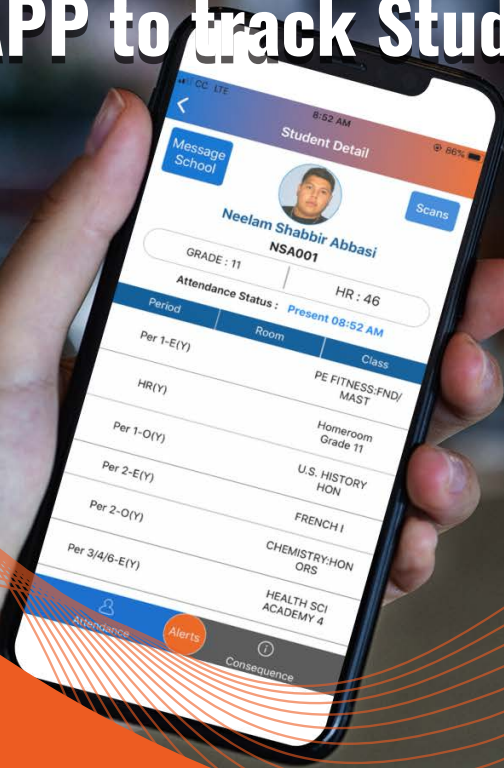 APP to track Stud
CC LTE
8:52 AM
86%
Student Detail
Message
School
Scans
Neelam Shabbir Abbasi
NSA001
GRADE : 11
HR : 46
Attendance Status : Present 08:52 AM
Period Room Class
Per 1-E(Y) PE FITNESS:FND/
MAST
HR(Y) Homeroom
Grade 11
Per 1-O(Y) U.S. HISTORY
HON
Per 2-E(Y) FRENCH I
Per 2-O(Y) CHEMISTRY:HON
ORS
Per 3/4/6-E(Y) HEALTH SCI
ACADEMY 4
Attendance Alerts Consequence